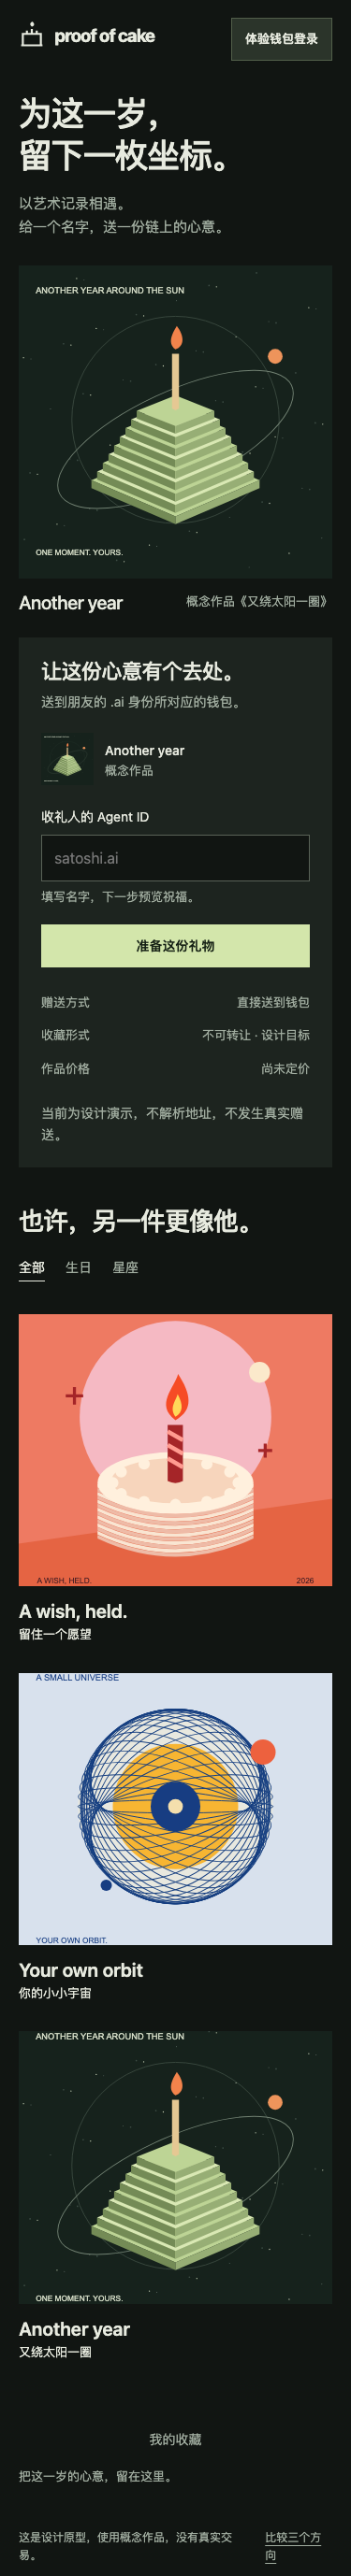 proof of cake
体验钱包登录
为这一岁，
留下一枚坐标。
以艺术记录相遇。
给一个名字，送一份链上的心意。
ANOTHER YEAR AROUND THE SUN
ONE MOMENT. YOURS.
Another year
概念作品《又绕太阳一圈》
让这份心意有个去处。
送到朋友的 .ai 身份所对应的钱包。
Another year
概念作品
收礼人的 Agent ID
satoshi.ai
填写名字，下一步预览祝福。
准备这份礼物
赠送方式
直接送到钱包
收藏形式
不可转让 · 设计目标
作品价格
尚未定价
当前为设计演示，不解析地址，不发生真实赠
送。
也许，另一件更像他。
全部 生日 星座
A WISH, HELD.
2026
A wish, held.
留住一个愿望
A SMALL UNIVERSE
YOUR OWN ORBIT.
Your own orbit
你的小小宇宙
ANOTHER YEAR AROUND THE SUN
ONE MOMENT. YOURS.
Another year
又绕太阳一圈
我的收藏
把这一岁的心意，留在这里。
这是设计原型，使用概念作品，没有真实交
易。
比较三个方
向